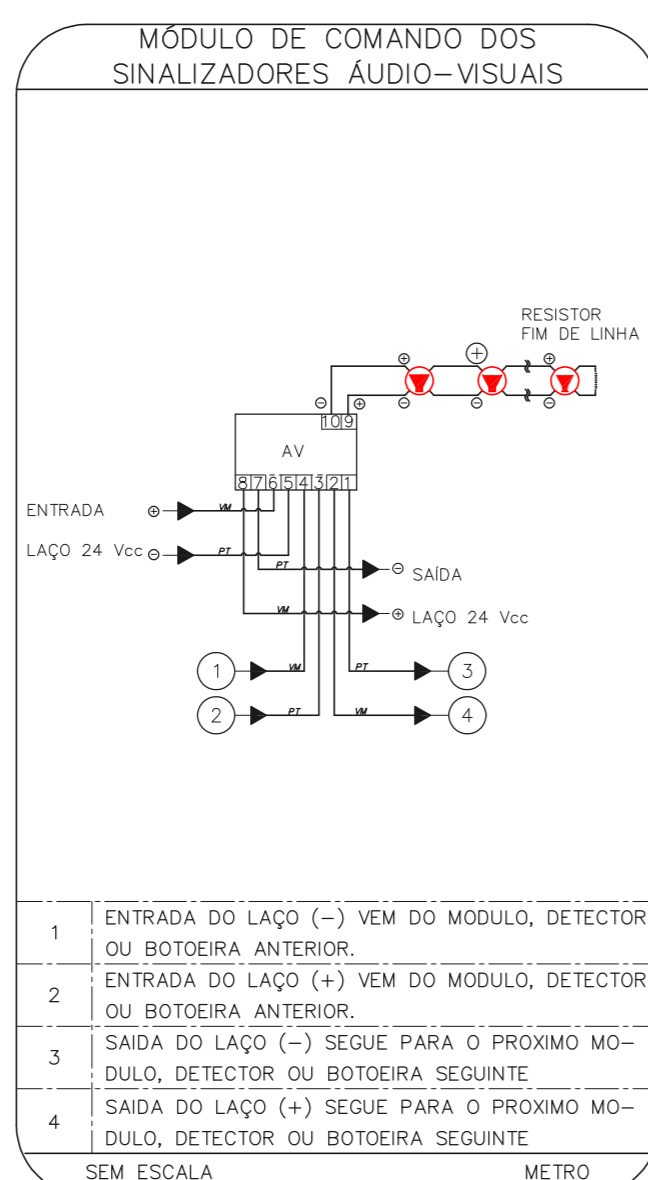 MÓDULO DE COMANDO DOS
SINALIZADORES ÁUDIO-VISUAIS
RESISTOR
FIM DE LINHA
⊕ ⊕ ⊕
⊖ ⊖ ⊖
⊖ ⊕
10 9
AV
8 7 6 5 4 3 2 1
ENTRADA ⊕ VM
LAÇO 24 Vcc ⊖ PT
PT ⊖ SAÍDA
VM ⊕ LAÇO 24 Vcc
1 VM PT 3
2 PT VM 4
1 ENTRADA DO LAÇO (-) VEM DO MODULO, DETECTOR
OU BOTOEIRA ANTERIOR.
2 ENTRADA DO LAÇO (+) VEM DO MODULO, DETECTOR
OU BOTOEIRA ANTERIOR.
3 SAIDA DO LAÇO (-) SEGUE PARA O PROXIMO MO-
DULO, DETECTOR OU BOTOEIRA SEGUINTE
4 SAIDA DO LAÇO (+) SEGUE PARA O PROXIMO MO-
DULO, DETECTOR OU BOTOEIRA SEGUINTE
SEM ESCALA METRO